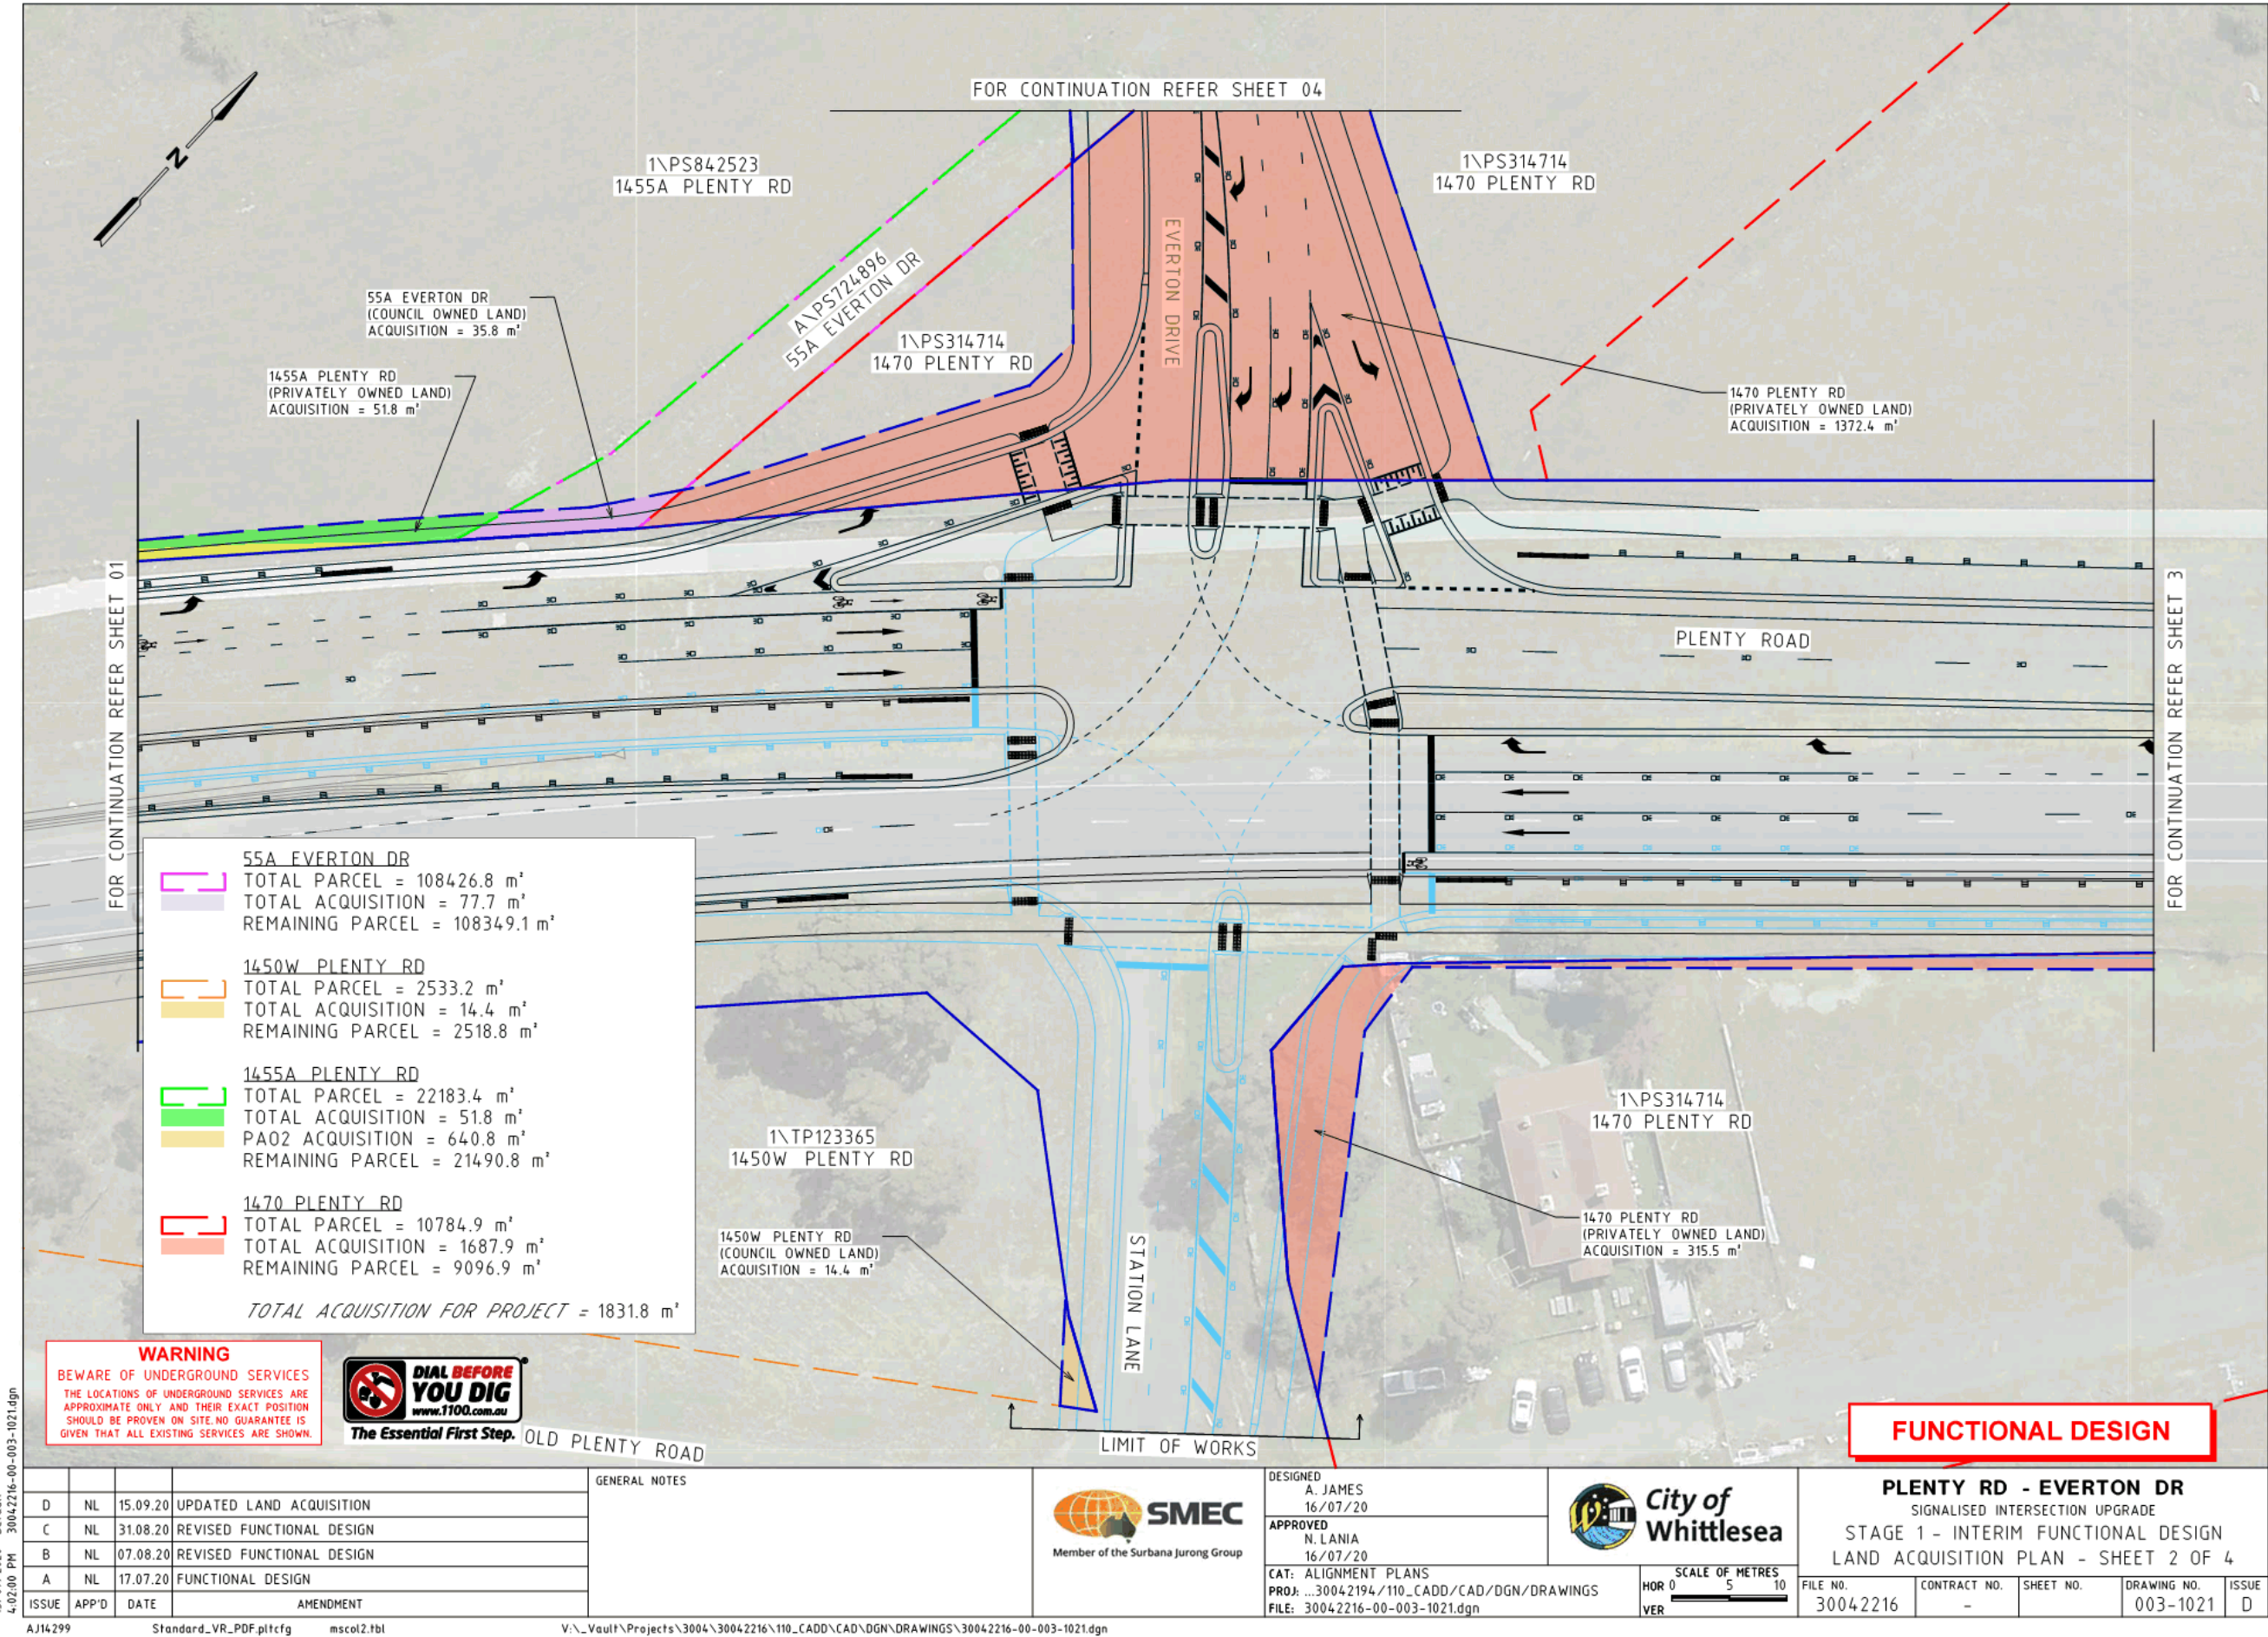 FOR CONTINUATION REFER SHEET 04
N
1\PS842523
1455A PLENTY RD
1\PS314714
1470 PLENTY RD
A\PS724896
55A EVERTON DR
EVERTON DRIVE
55A EVERTON DR
(COUNCIL OWNED LAND)
ACQUISITION = 35.8 m²
1\PS314714
1470 PLENTY RD
1455A PLENTY RD
(PRIVATELY OWNED LAND)
ACQUISITION = 51.8 m²
1470 PLENTY RD
(PRIVATELY OWNED LAND)
ACQUISITION = 1372.4 m²
FOR CONTINUATION REFER SHEET 01
PLENTY ROAD
FOR CONTINUATION REFER SHEET 3
55A EVERTON DR
TOTAL PARCEL = 108426.8 m²
TOTAL ACQUISITION = 77.7 m²
REMAINING PARCEL = 108349.1 m²
1450W PLENTY RD
TOTAL PARCEL = 2533.2 m²
TOTAL ACQUISITION = 14.4 m²
REMAINING PARCEL = 2518.8 m²
1455A PLENTY RD
TOTAL PARCEL = 22183.4 m²
TOTAL ACQUISITION = 51.8 m²
PAO2 ACQUISITION = 640.8 m²
REMAINING PARCEL = 21490.8 m²
1470 PLENTY RD
TOTAL PARCEL = 10784.9 m²
TOTAL ACQUISITION = 1687.9 m²
REMAINING PARCEL = 9096.9 m²
TOTAL ACQUISITION FOR PROJECT = 1831.8 m²
1\TP123365
1450W PLENTY RD
1\PS314714
1470 PLENTY RD
1450W PLENTY RD
(COUNCIL OWNED LAND)
ACQUISITION = 14.4 m²
STATION LANE
1470 PLENTY RD
(PRIVATELY OWNED LAND)
ACQUISITION = 315.5 m²
WARNING
BEWARE OF UNDERGROUND SERVICES
THE LOCATIONS OF UNDERGROUND SERVICES ARE
APPROXIMATE ONLY AND THEIR EXACT POSITION
SHOULD BE PROVEN ON SITE. NO GUARANTEE IS
GIVEN THAT ALL EXISTING SERVICES ARE SHOWN.
DIAL BEFORE
YOU DIG
www.1100.com.au
The Essential First Step.
OLD PLENTY ROAD
LIMIT OF WORKS
FUNCTIONAL DESIGN
4:02:00 PM 30042216-00-003-1021.dgn
D NL 15.09.20 UPDATED LAND ACQUISITION
C NL 31.08.20 REVISED FUNCTIONAL DESIGN
B NL 07.08.20 REVISED FUNCTIONAL DESIGN
A NL 17.07.20 FUNCTIONAL DESIGN
ISSUE APP'D DATE AMENDMENT
GENERAL NOTES
SMEC
Member of the Surbana Jurong Group
DESIGNED
A. JAMES
16/07/20
APPROVED
N. LANIA
16/07/20
CAT: ALIGNMENT PLANS
PROJ: ...30042194/110_CADD/CAD/DGN/DRAWINGS
FILE: 30042216-00-003-1021.dgn
City of
Whittlesea
SCALE OF METRES
HOR 0 5 10
VER
PLENTY RD - EVERTON DR
SIGNALISED INTERSECTION UPGRADE
STAGE 1 - INTERIM FUNCTIONAL DESIGN
LAND ACQUISITION PLAN - SHEET 2 OF 4
FILE NO. CONTRACT NO. SHEET NO. DRAWING NO. ISSUE
30042216 - 003-1021 D
AJ14299 Standard_VR_PDF.pltcfg mscol2.tbl V:\_Vault\Projects\3004\30042216\110_CADD\CAD\DGN\DRAWINGS\30042216-00-003-1021.dgn